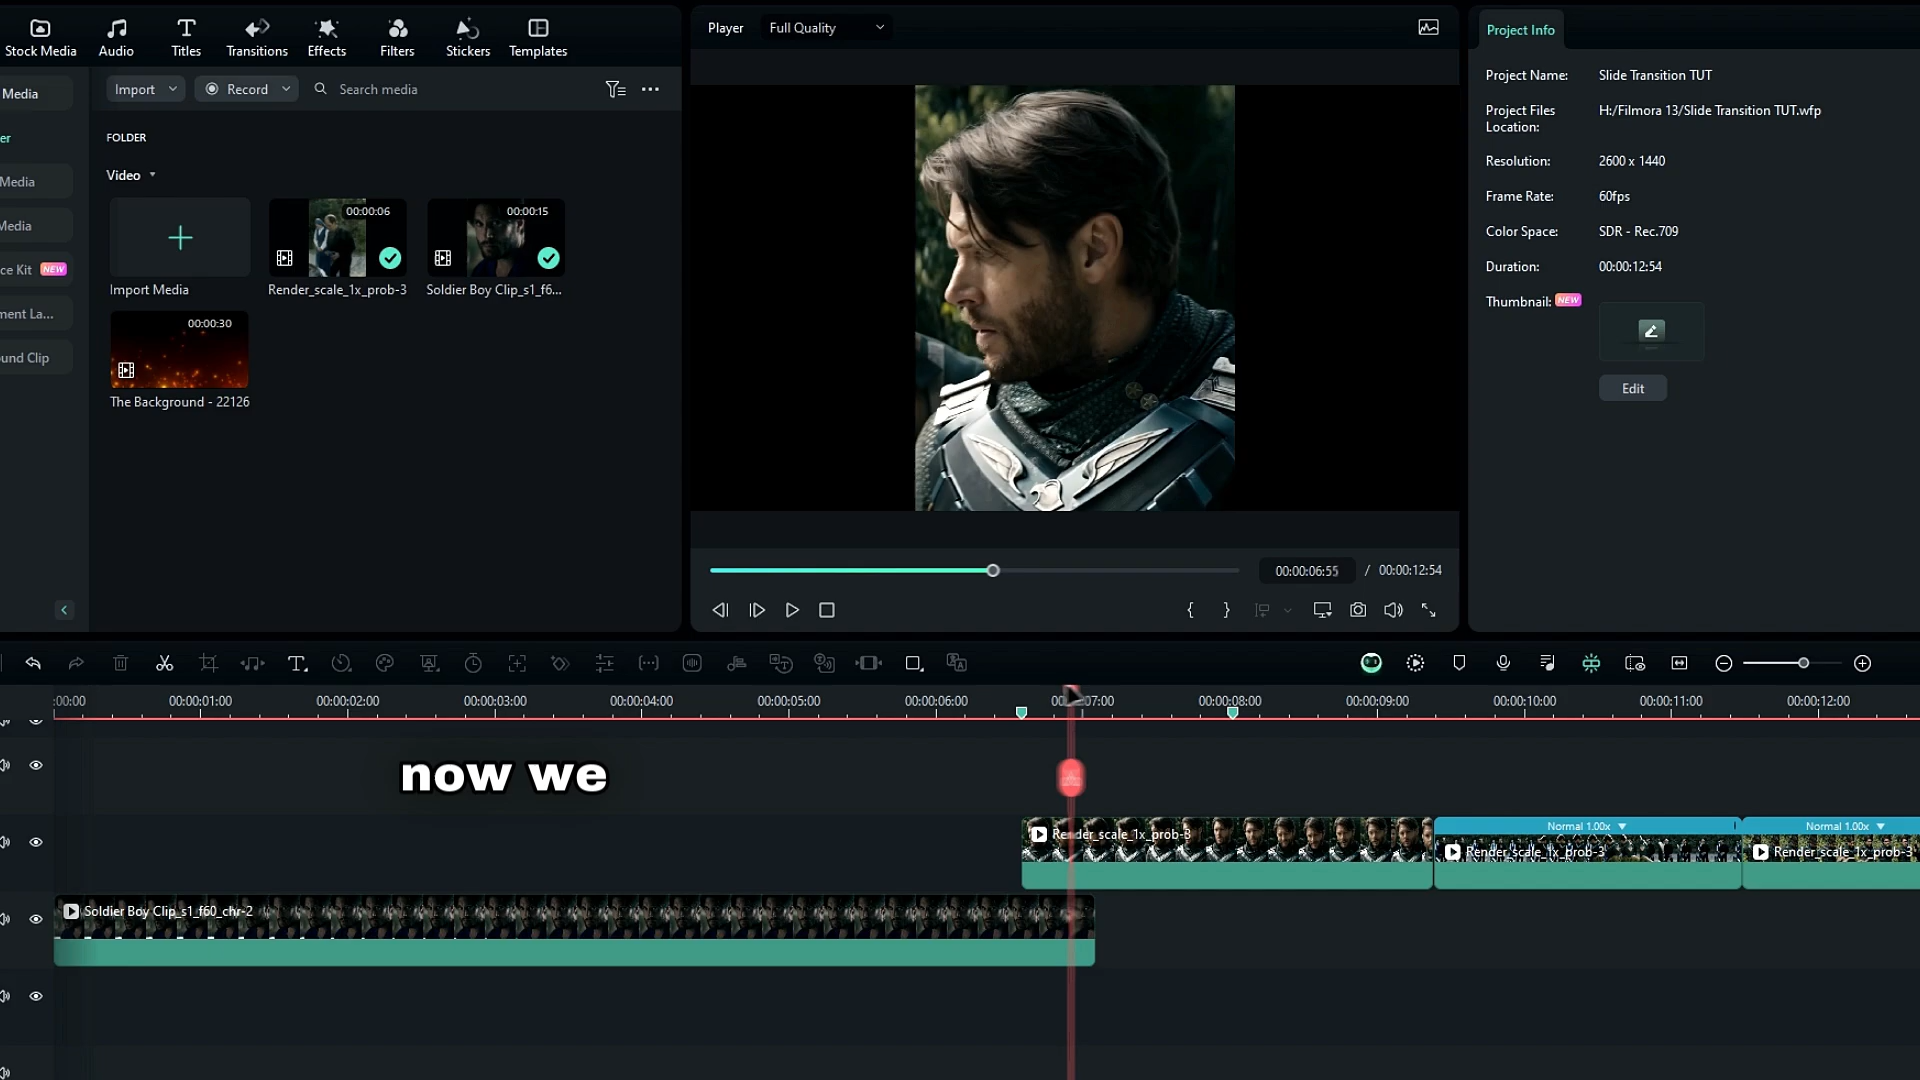 Stock Media
Audio
Titles
Transitions
Effects
Filters
Stickers
Templates
Media
er
Media
Media
ce Kit NEW
ment La...
und Clip
Import
Record
Search media
FOLDER
Video
Import Media
00:00:06
Render_scale_1x_prob-3
00:00:15
Soldier Boy Clip_s1_f6...
00:00:30
The Background - 22126
Player
Full Quality
00:00:06:55 / 00:00:12:54
Project Info
Project Name: Slide Transition TUT
Project Files Location: H:/Filmora 13/Slide Transition TUT.wfp
Resolution: 2600 x 1440
Frame Rate: 60fps
Color Space: SDR - Rec.709
Duration: 00:00:12:54
Thumbnail: NEW
Edit
:00:00 00:00:01:00 00:00:02:00 00:00:03:00 00:00:04:00 00:00:05:00 00:00:06:00 00:00:07:00 00:00:08:00 00:00:09:00 00:00:10:00 00:00:11:00 00:00:12:00
now we
Render_scale_1x_prob-3
Normal 1.00x
Render_scale_1x_prob-3
Normal 1.00x
Render_scale_1x_prob-3
Soldier Boy Clip_s1_f60_chr-2